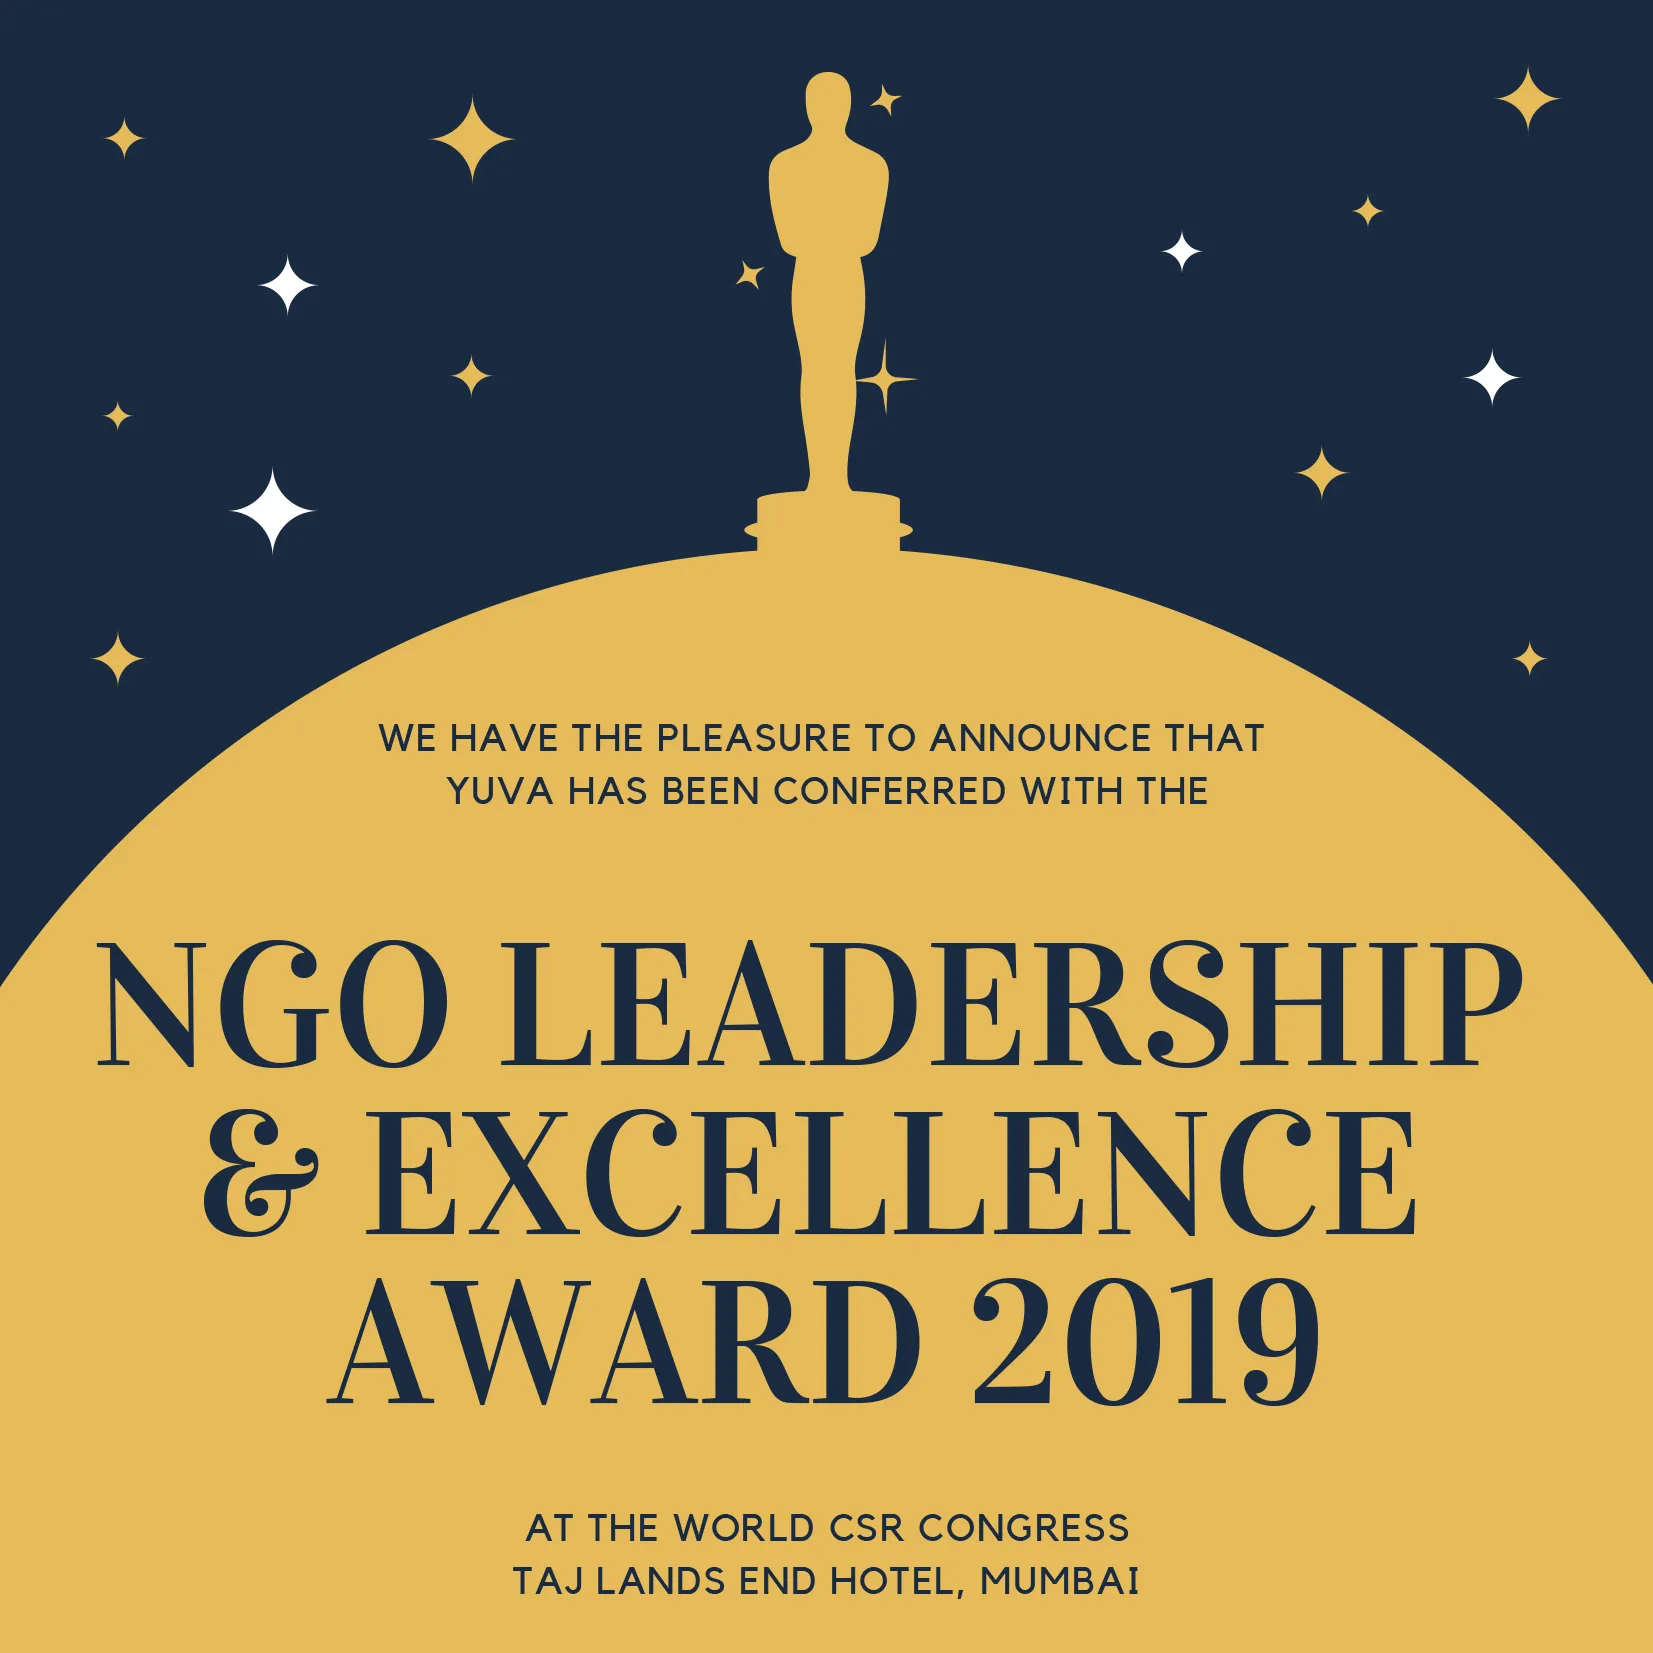 WE HAVE THE PLEASURE TO ANNOUNCE THAT
YUVA HAS BEEN CONFERRED WITH THE
NGO LEADERSHIP
& EXCELLENCE
AWARD 2019
AT THE WORLD CSR CONGRESS
TAJ LANDS END HOTEL, MUMBAI